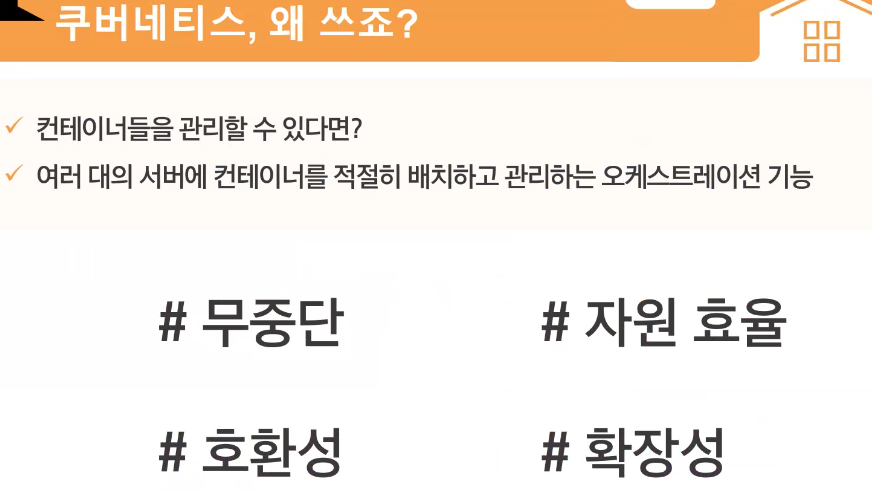 쿠버네티스, 왜 쓰죠?
컨테이너들을 관리할 수 있다면?
여러 대의 서버에 컨테이너를 적절히 배치하고 관리하는 오케스트레이션 기능
# 무중단
# 자원 효율
# 호환성
# 확장성